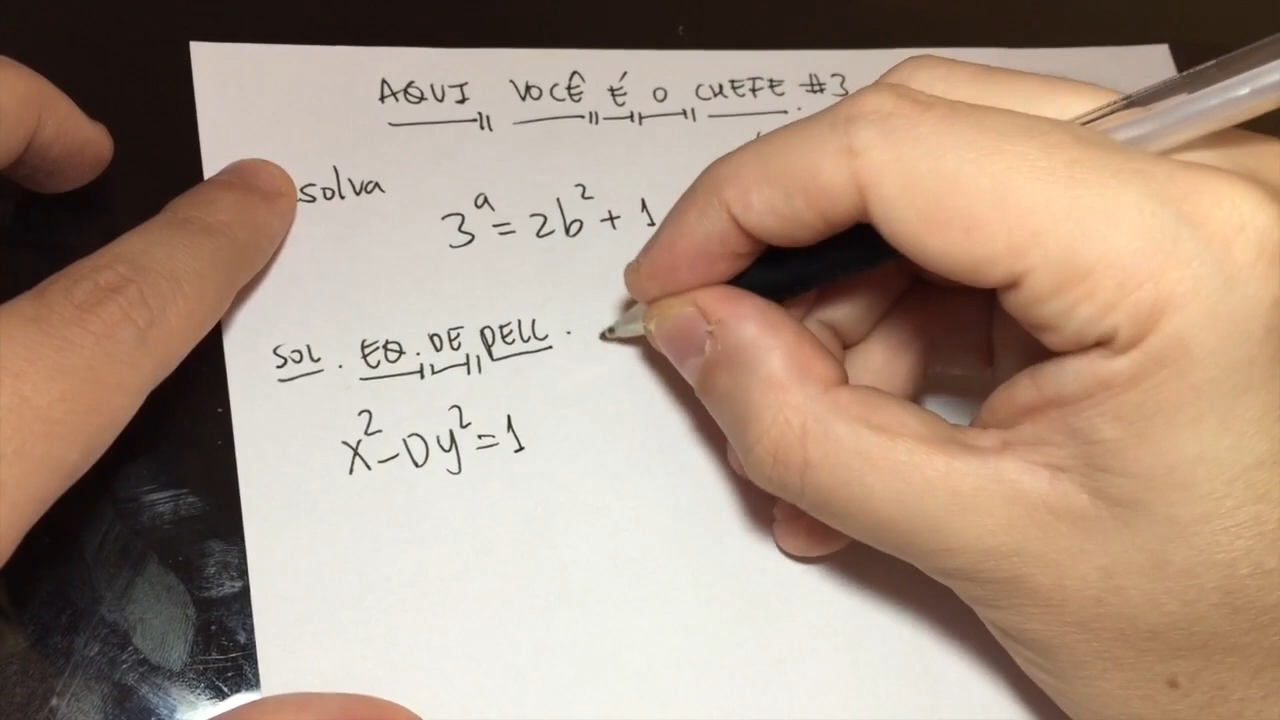 AQUI VOCÊ É O CHEFE #3
solva
3^a = 2b^2 + 1
SOL. EQ. DE PELL.
x^2 - Dy^2 = 1